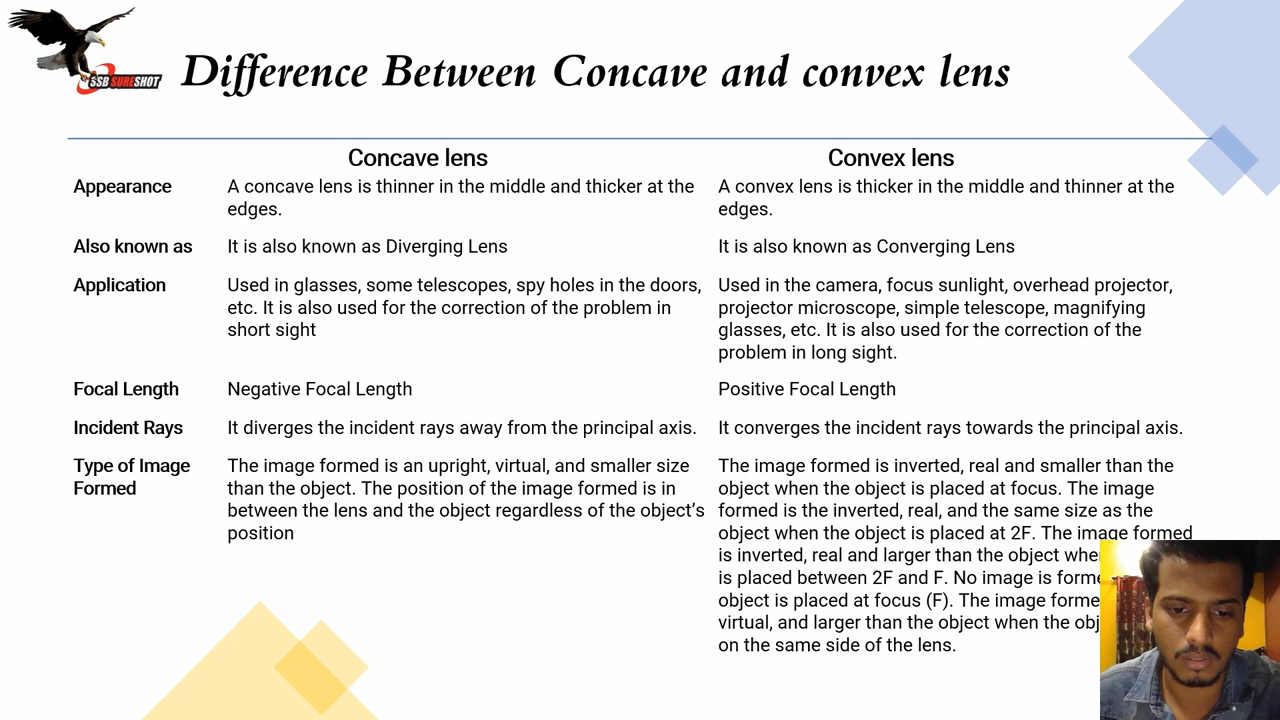 SSB SURESHOT
Difference Between Concave and convex lens
Concave lens
Convex lens
Appearance
A concave lens is thinner in the middle and thicker at the
edges.
A convex lens is thicker in the middle and thinner at the
edges.
Also known as
It is also known as Diverging Lens
It is also known as Converging Lens
Application
Used in glasses, some telescopes, spy holes in the doors,
etc. It is also used for the correction of the problem in
short sight
Used in the camera, focus sunlight, overhead projector,
projector microscope, simple telescope, magnifying
glasses, etc. It is also used for the correction of the
problem in long sight.
Focal Length
Negative Focal Length
Positive Focal Length
Incident Rays
It diverges the incident rays away from the principal axis.
It converges the incident rays towards the principal axis.
Type of Image
Formed
The image formed is an upright, virtual, and smaller size
than the object. The position of the image formed is in
between the lens and the object regardless of the object's
position
The image formed is inverted, real and smaller than the
object when the object is placed at focus. The image
formed is the inverted, real, and the same size as the
object when the object is placed at 2F. The image formed
is inverted, real and larger than the object
is placed between 2F and F. No image is
object is placed at focus (F). The image
virtual, and larger than the object when the
on the same side of the lens.